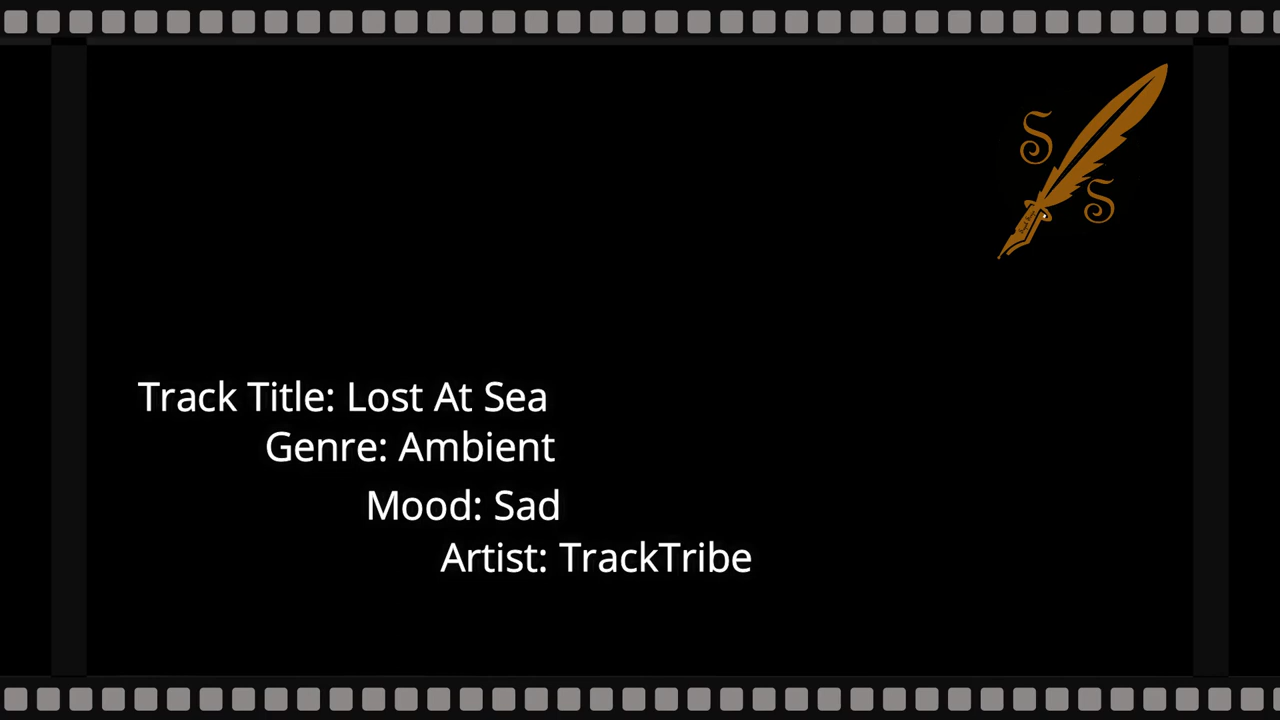 S
S
Track Title: Lost At Sea
Genre: Ambient
Mood: Sad
Artist: TrackTribe